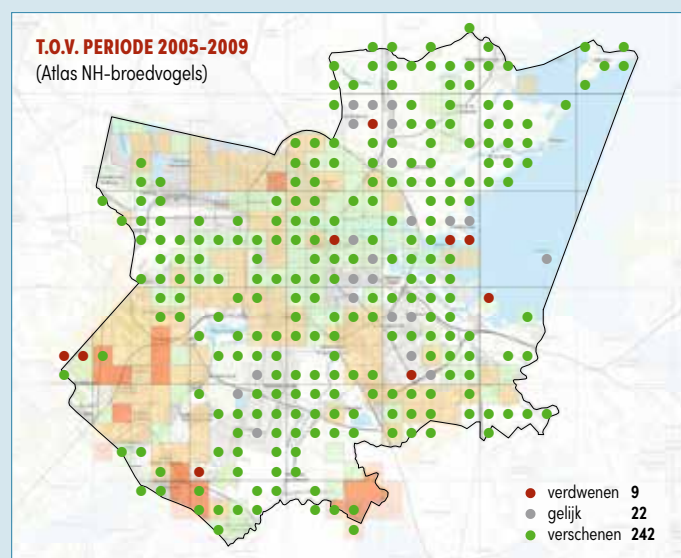 T.O.V. PERIODE 2005-2009
(Atlas NH-broedvogels)
verdwenen 9
gelijk 22
verschenen 242